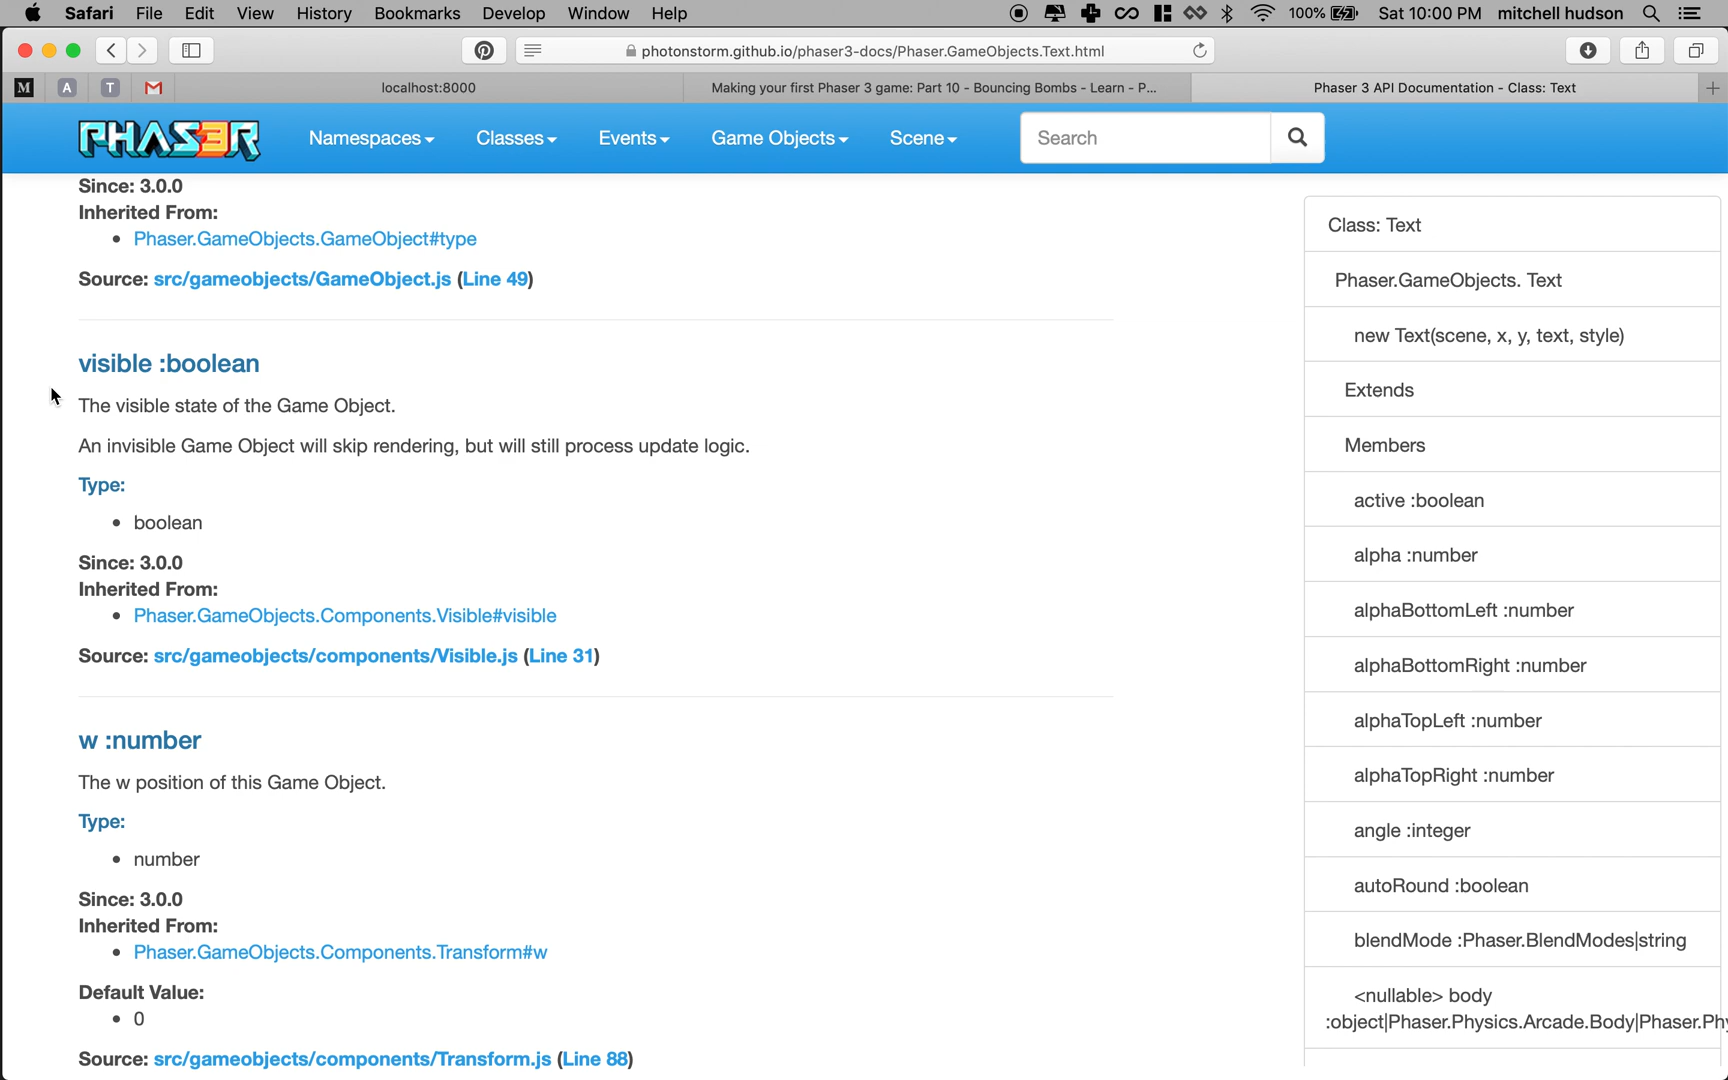 Safari File Edit View History Bookmarks Develop Window Help 100% Sat 10:00 PM mitchell hudson
photonstorm.github.io/phaser3-docs/Phaser.GameObjects.Text.html
M A T localhost:8000 Making your first Phaser 3 game: Part 10 - Bouncing Bombs - Learn - P... Phaser 3 API Documentation - Class: Text
PHAS3R Namespaces Classes Events Game Objects Scene Search
Since: 3.0.0
Inherited From:
Phaser.GameObjects.GameObject#type
Source: src/gameobjects/GameObject.js (Line 49)
visible :boolean
The visible state of the Game Object.
An invisible Game Object will skip rendering, but will still process update logic.
Type:
boolean
Since: 3.0.0
Inherited From:
Phaser.GameObjects.Components.Visible#visible
Source: src/gameobjects/components/Visible.js (Line 31)
w :number
The w position of this Game Object.
Type:
number
Since: 3.0.0
Inherited From:
Phaser.GameObjects.Components.Transform#w
Default Value:
0
Source: src/gameobjects/components/Transform.js (Line 88)
Class: Text
Phaser.GameObjects. Text
new Text(scene, x, y, text, style)
Extends
Members
active :boolean
alpha :number
alphaBottomLeft :number
alphaBottomRight :number
alphaTopLeft :number
alphaTopRight :number
angle :integer
autoRound :boolean
blendMode :Phaser.BlendModes|string
<nullable> body
:object|Phaser.Physics.Arcade.Body|Phaser.Phy